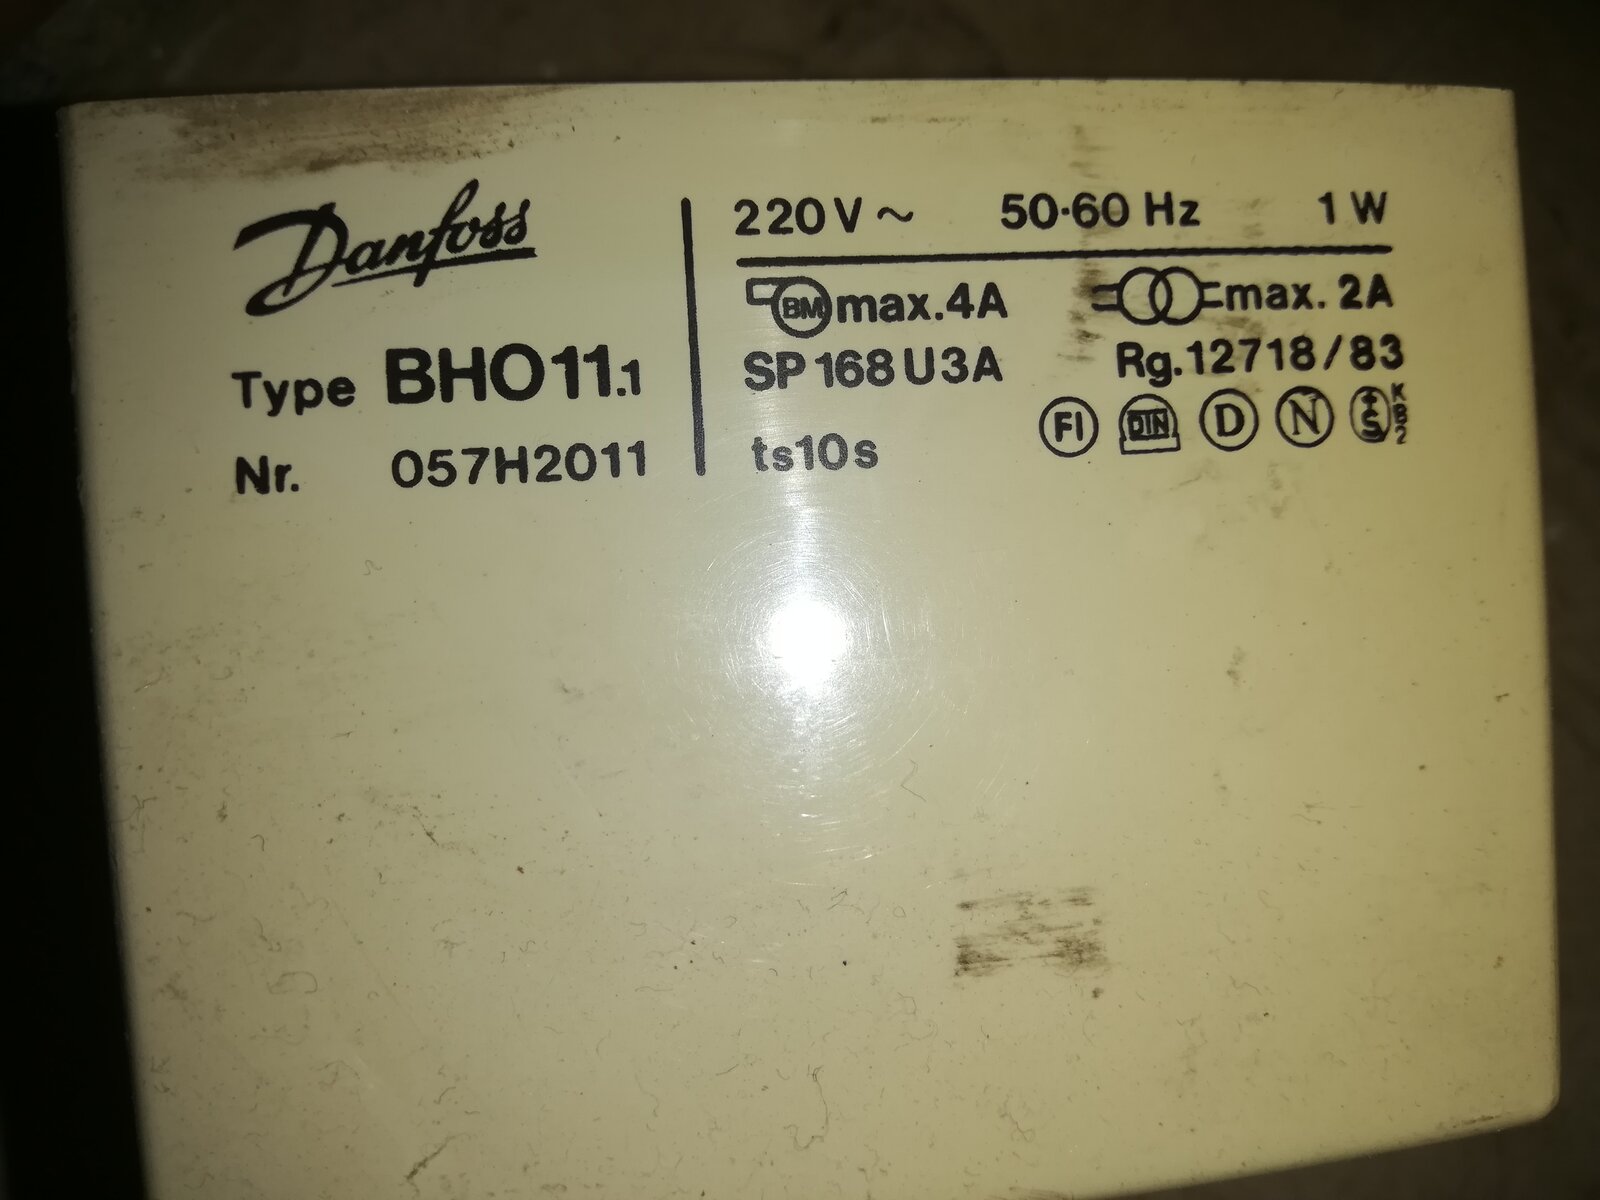 Danfoss
Type BHO11.1
Nr. 057H2011
220V ~ 50-60 Hz 1 W
BM max.4A max. 2A
SP 168 U3A Rg.12718/83
FI DIN D N S KB2
ts10s